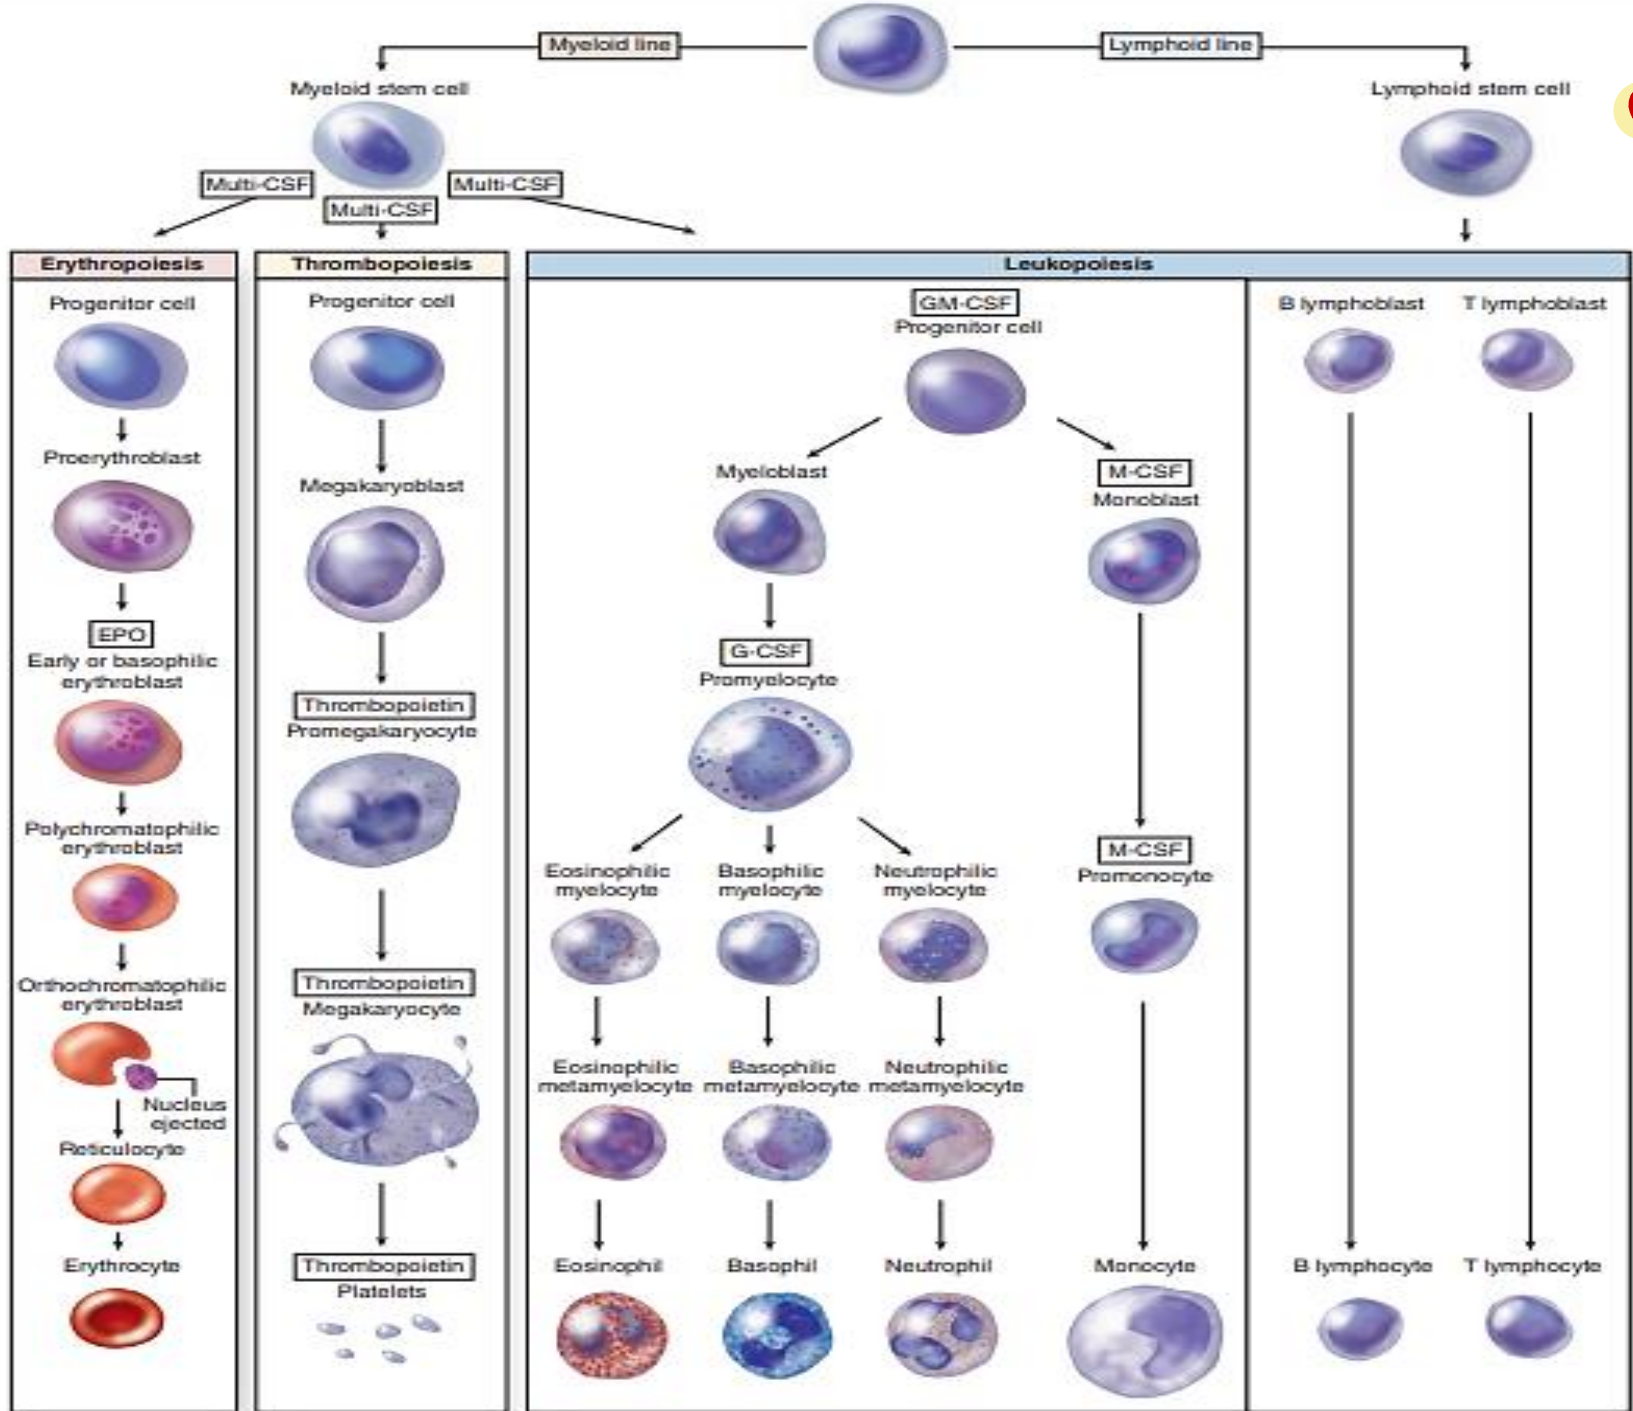 Myeloid line
Lymphoid line
Myeloid stem cell
Lymphoid stem cell
Multi-CSF
Multi-CSF
Multi-CSF
Erythropoiesis
Progenitor cell
Proerythroblast
EPO
Early or basophilic
erythroblast
Polychromatophilic
erythroblast
Orthochromatophilic
erythroblast
Nucleus
ejected
Reticulocyte
Erythrocyte
Thrombopoiesis
Progenitor cell
Megakaryoblast
Thrombopoietin
Promegakaryocyte
Thrombopoietin
Megakaryocyte
Thrombopoietin
Platelets
Leukopoiesis
GM-CSF
Progenitor cell
Myeloblast
G-CSF
Promyelocyte
Eosinophilic
myelocyte
Basophilic
myelocyte
Neutrophilic
myelocyte
Eosinophilic
metamyelocyte
Basophilic
metamyelocyte
Neutrophilic
metamyelocyte
Eosinophil
Basophil
Neutrophil
M-CSF
Monoblast
M-CSF
Promonocyte
Monocyte
B lymphoblast
T lymphoblast
B lymphocyte
T lymphocyte